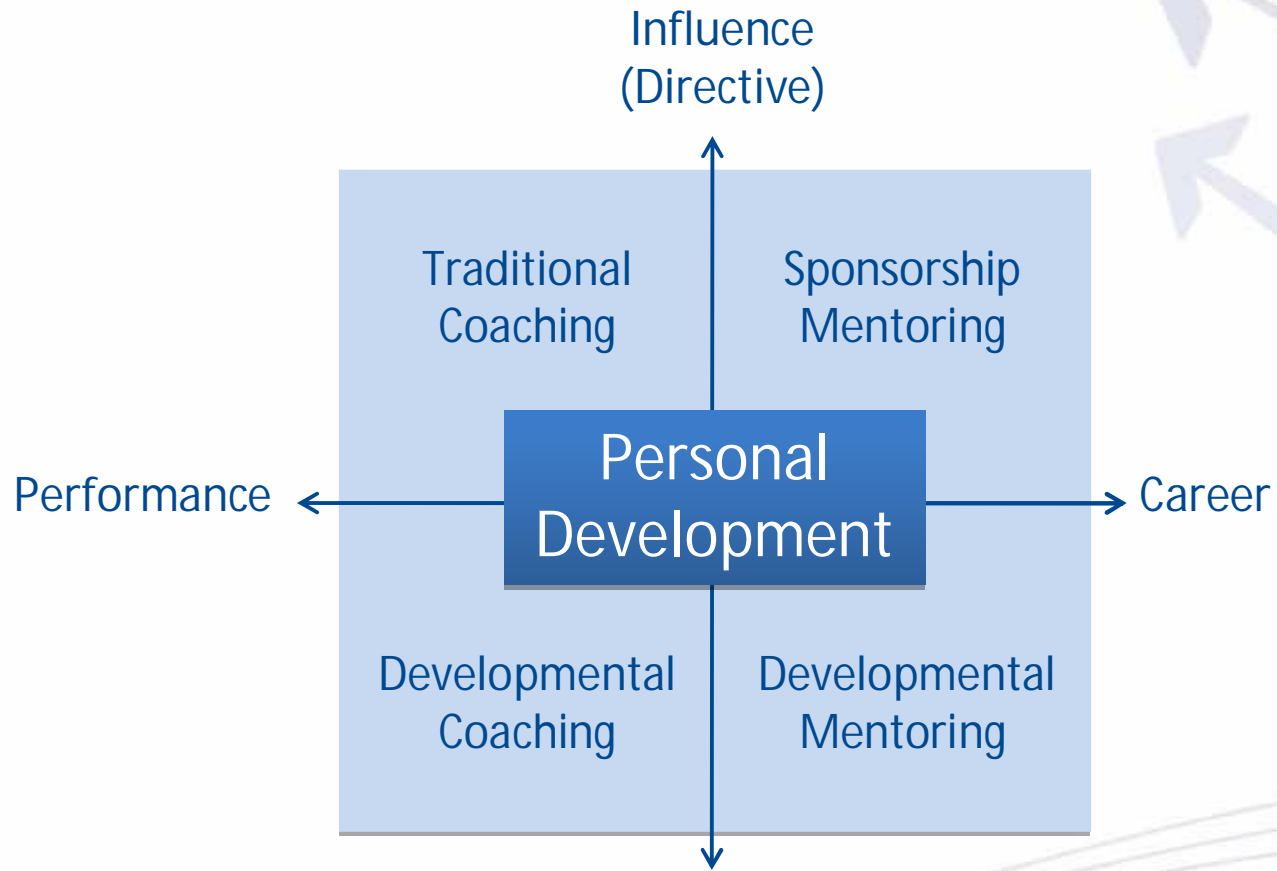 Influence
(Directive)
Traditional
Coaching
Sponsorship
Mentoring
Performance
Personal
Development
Career
Developmental
Coaching
Developmental
Mentoring